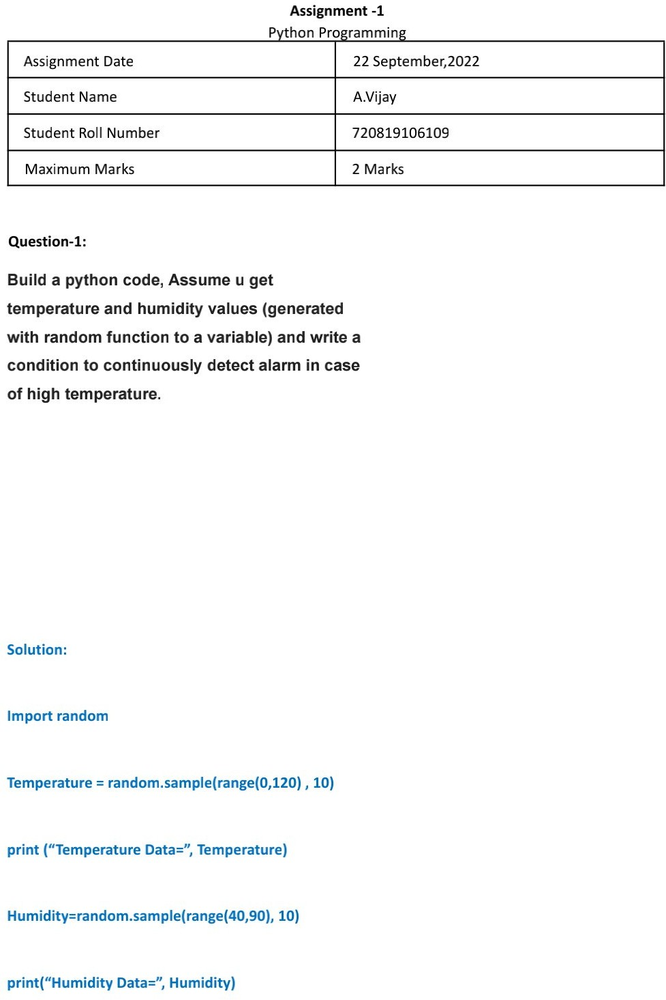 Assignment -1
Python Programming
Assignment Date 22 September,2022
Student Name A.Vijay
Student Roll Number 720819106109
Maximum Marks 2 Marks
Question-1:
Build a python code, Assume u get
temperature and humidity values (generated
with random function to a variable) and write a
condition to continuously detect alarm in case
of high temperature.
Solution:
Import random
Temperature = random.sample(range(0,120) , 10)
print (“Temperature Data=”, Temperature)
Humidity=random.sample(range(40,90), 10)
print(“Humidity Data=”, Humidity)